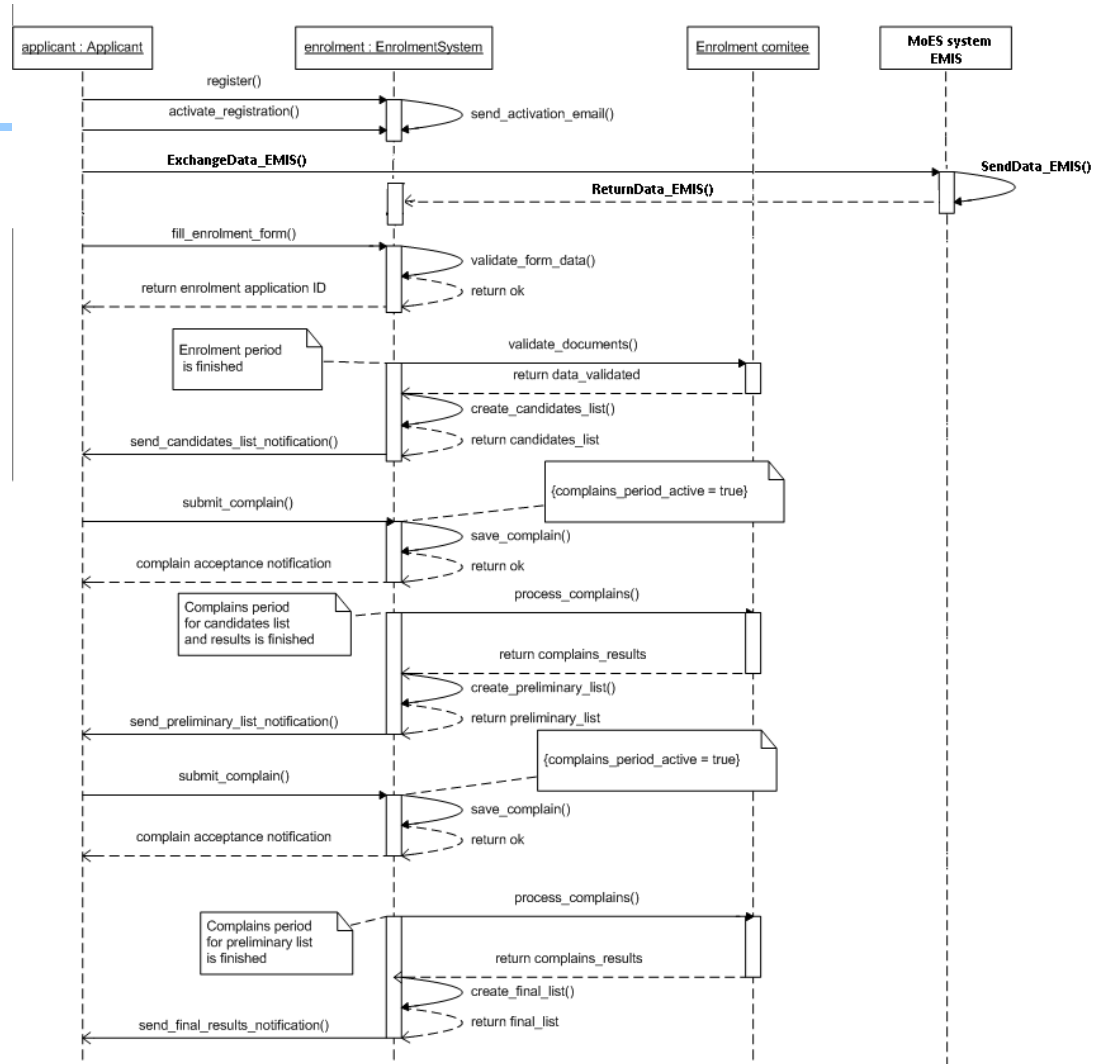 applicant : Applicant
enrolment : EnrolmentSystem
Enrolment comitee
MoES system
EMIS
register()
activate_registration()
send_activation_email()
ExchangeData_EMIS()
SendData_EMIS()
ReturnData_EMIS()
fill_enrolment_form()
validate_form_data()
return enrolment application ID
return ok
Enrolment period
is finished
validate_documents()
return data_validated
create_candidates_list()
send_candidates_list_notification()
return candidates_list
{complains_period_active = true}
submit_complain()
save_complain()
complain acceptance notification
return ok
Complains period
for candidates list
and results is finished
process_complains()
return complains_results
create_preliminary_list()
send_preliminary_list_notification()
return preliminary_list
{complains_period_active = true}
submit_complain()
save_complain()
complain acceptance notification
return ok
process_complains()
Complains period
for preliminary list
is finished
return complains_results
create_final_list()
send_final_results_notification()
return final_list